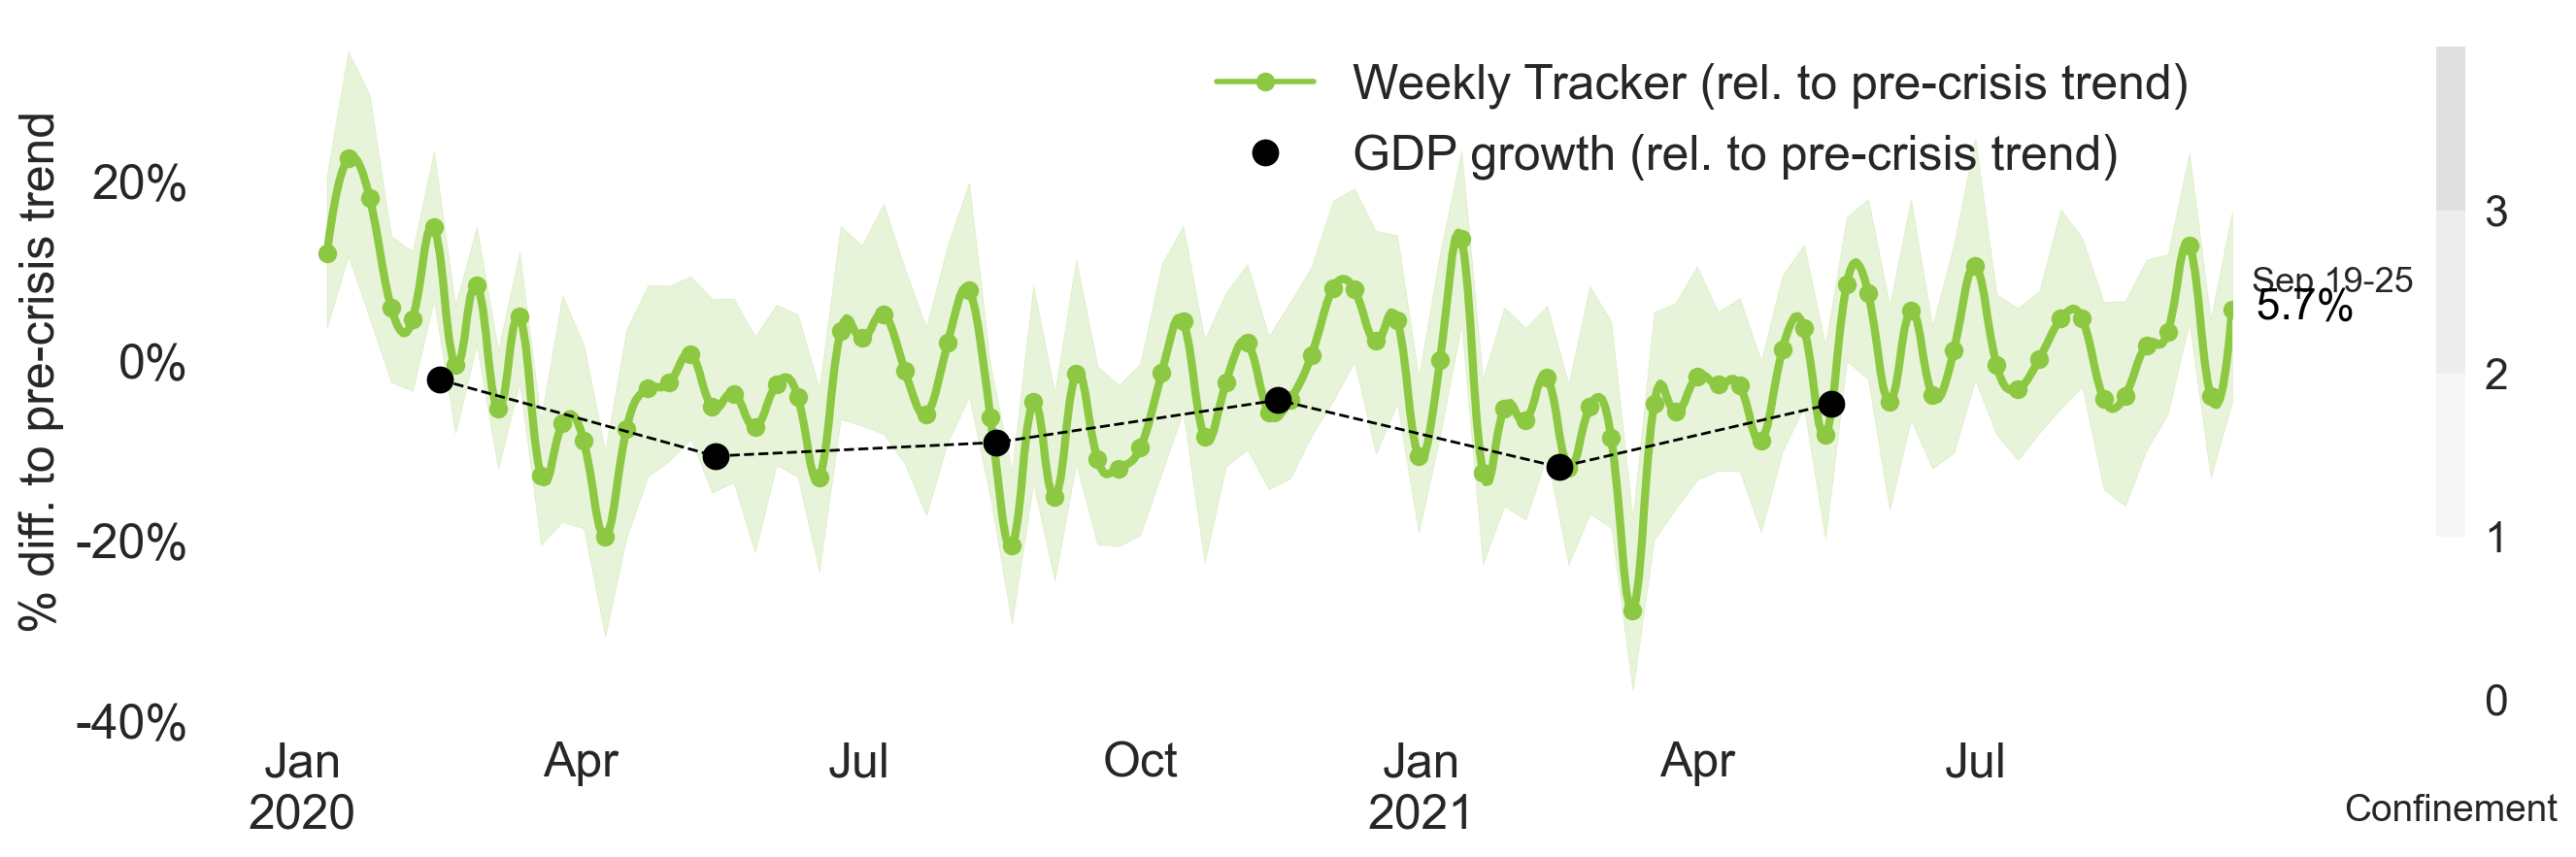 Weekly Tracker (rel. to pre-crisis trend)
GDP growth (rel. to pre-crisis trend)
% diff. to pre-crisis trend
20%
0%
-20%
-40%
Jan
2020
Apr
Jul
Oct
Jan
2021
Apr
Jul
Sep 19-25
5.7%
3
2
1
0
Confinement